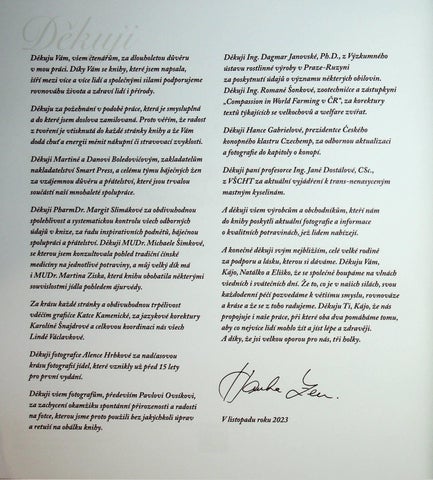 Děkuji
Děkuji Vám, všem čtenářům, za dlouholetou důvěru
v mou práci. Díky Vám se knihy, které jsem napsala,
šíří mezi více a více lidí a společnými silami podporujeme
rovnováhu života a zdraví lidí i přírody.
Děkuju za požehnání v podobě práce, která je smysluplná
a do které jsem doslova zamilovaná. Proto věřím, že radost
z tvoření je vtisknutá do každé stránky knihy a že Vám
dodá chuť a energii měnit nákupní či stravovací zvyklosti.
Děkuji Martině a Danovi Boledovičovým, zakladatelům
nakladatelství Smart Press, a celému týmu báječných žen
za vzájemnou důvěru a přátelství, které jsou trvalou
součástí naší mnohaleté spolupráce.
Děkuji PharmDr. Margit Slimákové za obdivuhodnou
spolehlivost a systematickou kontrolu všech odborných
údajů v knize, za řadu inspirativních podnětů, báječnou
spolupráci a přátelství. Děkuji MUDr. Michaele Šimkové,
se kterou jsem konzultovala pohled tradiční čínské
medicíny na jednotlivé potraviny, a můj velký dík má
i MUDr. Martina Ziska, která knihu obohatila některými
souvislostmi jídla pohledem ájurvédy.
Za krásu každé stránky a obdivuhodnou trpělivost
vděčím grafičce Katce Kamenické, za jazykové korektury
Karolíně Šnajdrové a celkovou koordinaci nás všech
Lindě Václavkové.
Děkuji fotografče Alence Hrbkové za nadčasovou
krásu fotografií jídel, které vznikly už před 15 lety
pro první vydání.
Děkuji všem fotografům, především Pavlovi Ovsíkovi,
za zachycení okamžiku spontánní přirozenosti a radosti
na fotce, kterou jsme proto použili bez jakýchkoli úprav
a retuší na obálku knihy.
Děkuji Ing. Dagmar Janovské, Ph.D., z Výzkumného
ústavu rostlinné výroby v Praze-Ruzyni
za poskytnutí údajů o významu některých obilovin.
Děkuji Ing. Romaně Šonkové, zootechničce a zástupkyni
„Compassion in World Farming v ČR", za korektury
textů týkajících se velkochovů a welfare zvířat.
Děkuji Hance Gabrielové, prezidentce Českého
konopného klastru Czechemp, za odbornou aktualizaci
a fotografie do kapitoly o konopí.
Děkuji paní profesorce Ing. Janě Dostálové, CSc.,
z VŠCHT za aktuální vyjádření k trans-nenasyceným
mastným kyselinám.
A děkuji všem výrobcům a obchodníkům, kteří nám
do knihy poskytli aktuální fotografie a informace
o kvalitních potravinách, jež lidem nabízejí.
A konečně děkuji svým nejbližším, celé velké rodině
za podporu a lásku, kterou si dáváme. Děkuju Vám,
Kájo, Natálko a Eliško, že se společně houpáme na vlnách
všedních i svátečních dní. Že to, co je v našich silách, svou
každodenní péčí pozvedáme k většímu smyslu, rovnováze
a kráse a že se z toho radujeme. Děkuju Ti, Kájo, že nás
propojuje i naše práce, při které oba dva pomáháme tomu,
aby co nejvíce lidí mohlo žít a jíst lépe a zdravěji.
A díky, že jsi velkou oporou pro nás, tři holky.
Hanka Zem.
V listopadu roku 2023